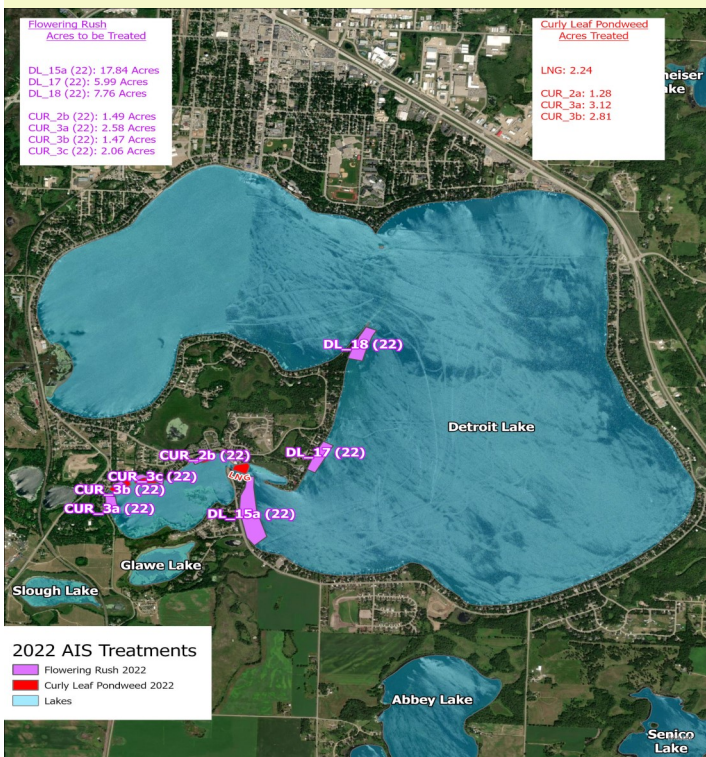 Flowering Rush
Acres to be Treated
DL_15a (22): 17.84 Acres
DL_17 (22): 5.99 Acres
DL_18 (22): 7.76 Acres
CUR_2b (22): 1.49 Acres
CUR_3a (22): 2.58 Acres
CUR_3b (22): 1.47 Acres
CUR_3c (22): 2.06 Acres
Curly Leaf Pondweed
Acres Treated
LNG: 2.24
CUR_2a: 1.28
CUR_3a: 3.12
CUR_3b: 2.81
meiser
ke
DL_18 (22)
Detroit Lake
DL_17 (22)
CUR_2b (22)
LNG
CUR_3c (22)
CUR_3b (22)
CUR_3a (22)
DL_15a (22)
Glawe Lake
Slough Lake
2022 AIS Treatments
Flowering Rush 2022
Curly Leaf Pondweed 2022
Lakes
Abbey Lake
Senico
Lake